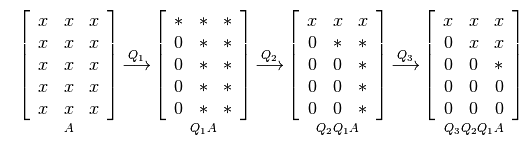 x x x * * * x x x x x x
x x x 0 * * 0 * * 0 x x
x x x Q₁ → 0 * * Q₂ → 0 0 * Q₃ → 0 0 *
x x x 0 * * 0 0 * 0 0 0
x x x 0 * * 0 0 * 0 0 0
A Q₁A Q₂Q₁A Q₃Q₂Q₁A